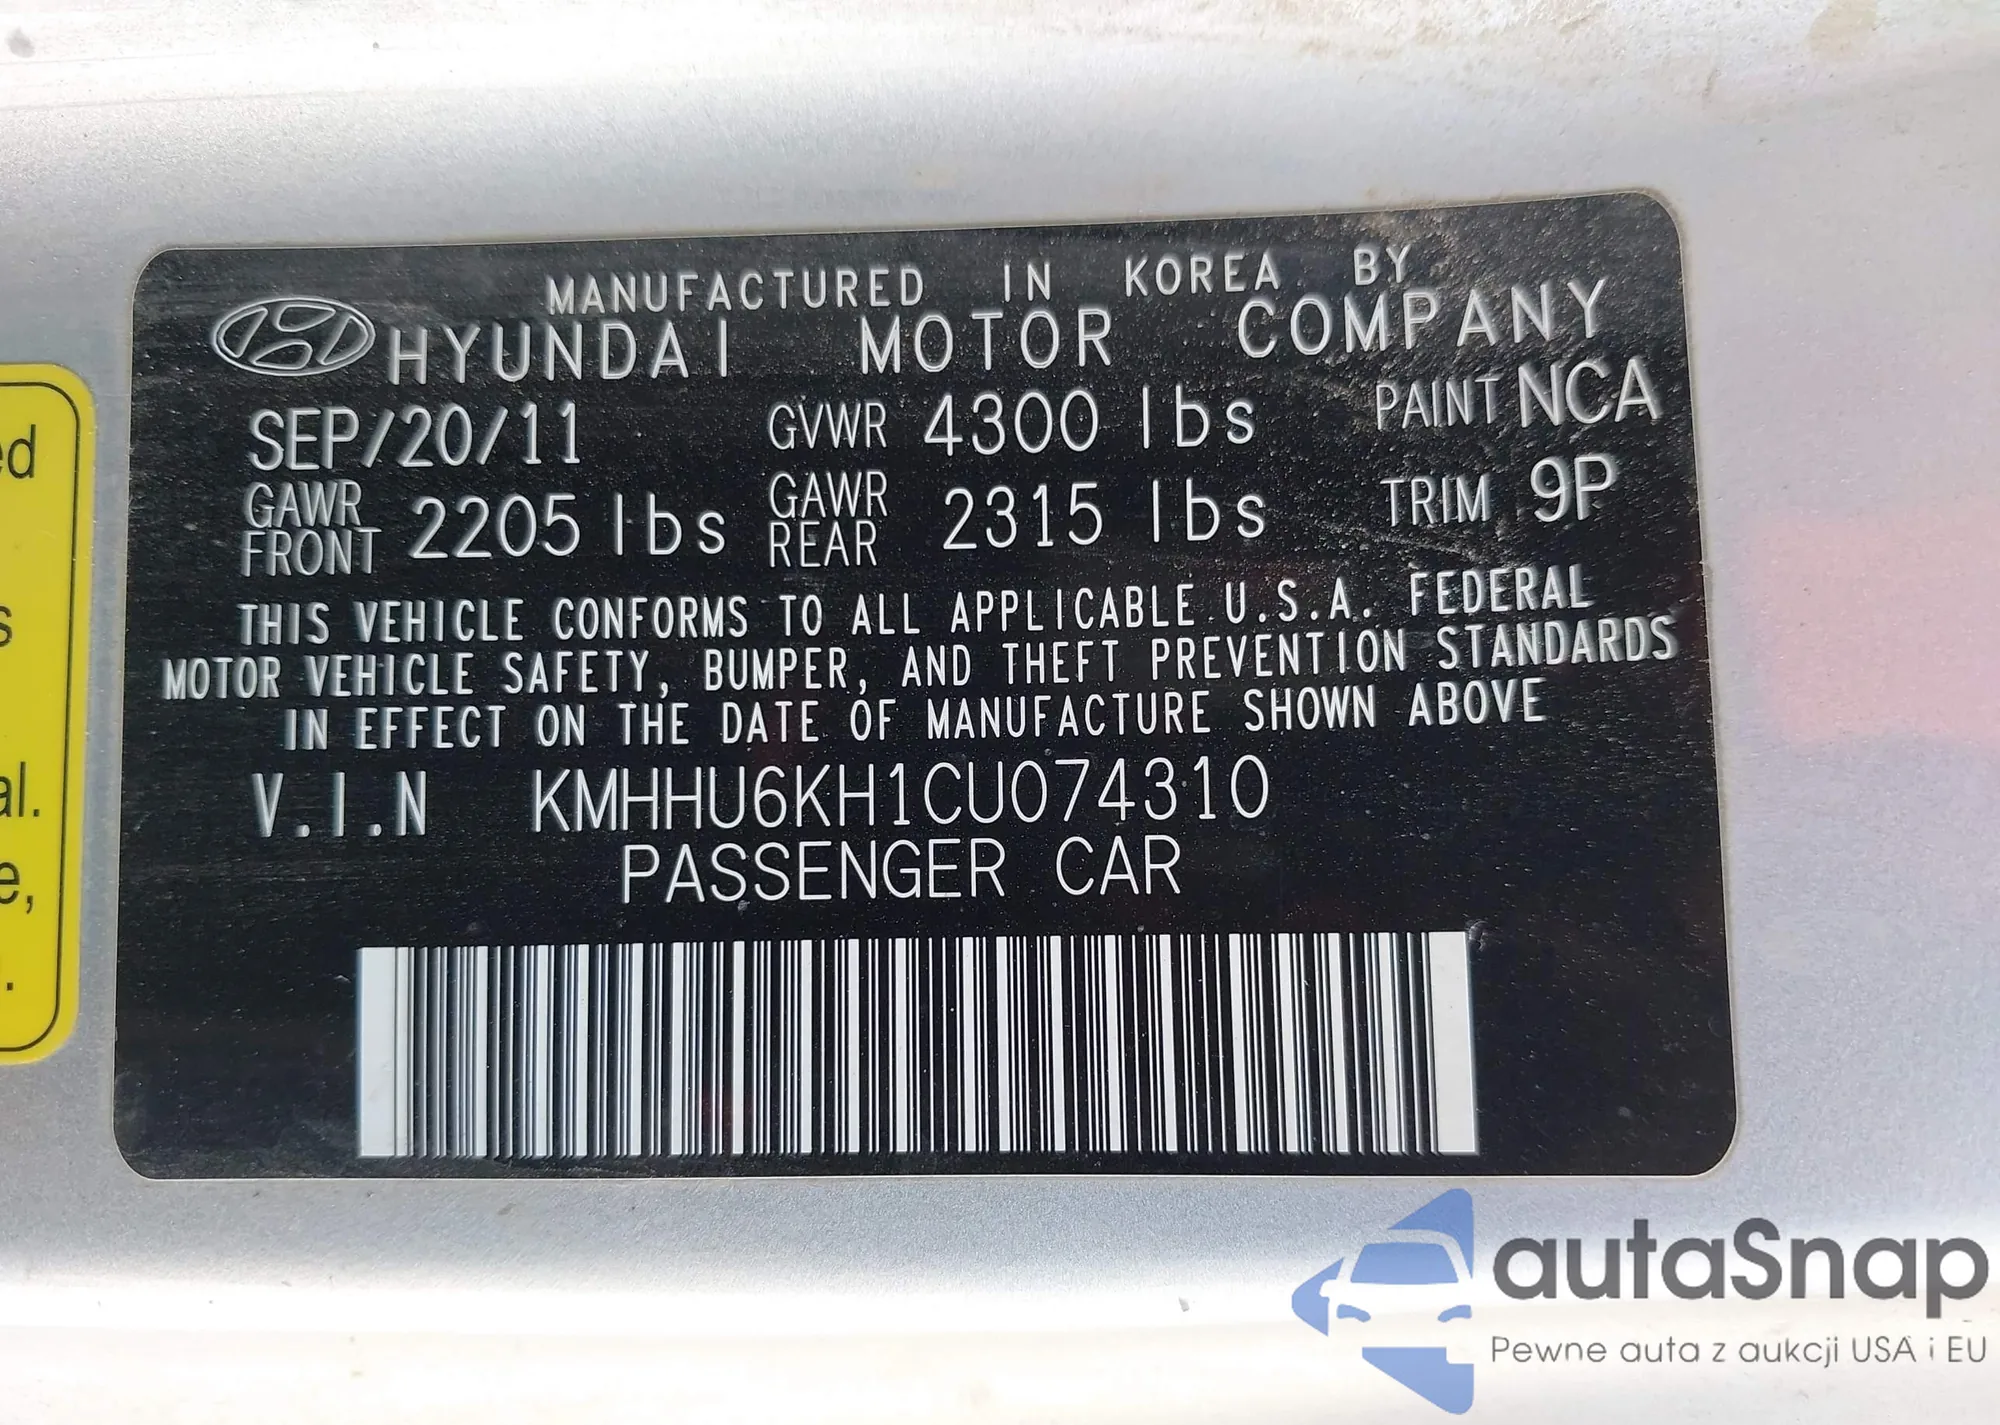 MANUFACTURED IN KOREA BY
HYUNDAI MOTOR COMPANY
SEP/20/11 GVWR 4300 lbs PAINT NCA
GAWR FRONT 2205 lbs GAWR REAR 2315 lbs TRIM 9P
THIS VEHICLE CONFORMS TO ALL APPLICABLE U.S.A. FEDERAL
MOTOR VEHICLE SAFETY, BUMPER, AND THEFT PREVENTION STANDARDS
IN EFFECT ON THE DATE OF MANUFACTURE SHOWN ABOVE
V.I.N KMHHU6KH1CU074310
PASSENGER CAR
autaSnap
Pewne auta z aukcji USA i EU